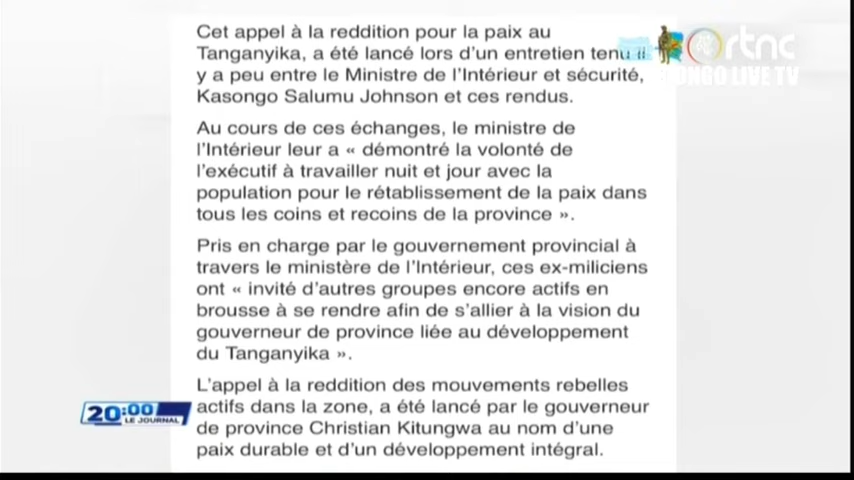 Cet appel à la reddition pour la paix au
Tanganyika, a été lancé lors d'un entretien tenu il
y a peu entre le Ministre de l'Intérieur et sécurité,
Kasongo Salumu Johnson et ces rendus.
Au cours de ces échanges, le ministre de
l'Intérieur leur a « démontré la volonté de
l'exécutif à travailler nuit et jour avec la
population pour le rétablissement de la paix dans
tous les coins et recoins de la province ».
Pris en charge par le gouvernement provincial à
travers le ministère de l'Intérieur, ces ex-miliciens
ont « invité d'autres groupes encore actifs en
brousse à se rendre afin de s'allier à la vision du
gouverneur de province liée au développement
du Tanganyika ».
L'appel à la reddition des mouvements rebelles
actifs dans la zone, a été lancé par le gouverneur
de province Christian Kitungwa au nom d'une
paix durable et d'un développement intégral.
rtnc
CONGO LIVE TV
20:00
LE JOURNAL